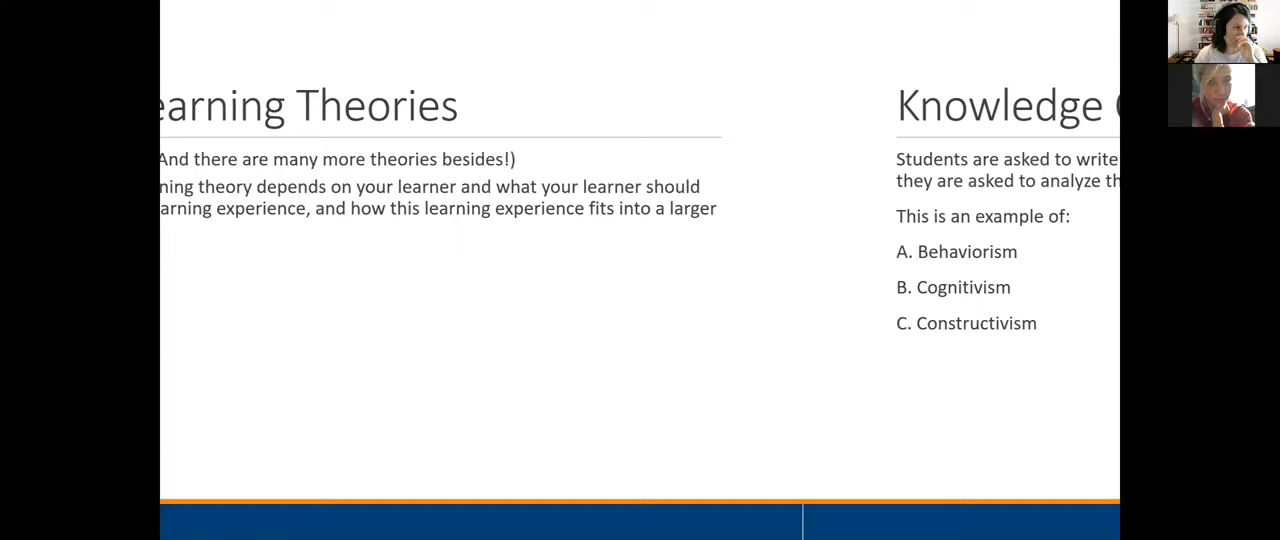 earning Theories
And there are many more theories besides!)
ning theory depends on your learner and what your learner should
arning experience, and how this learning experience fits into a larger
Knowledge
Students are asked to write
they are asked to analyze th
This is an example of:
A. Behaviorism
B. Cognitivism
C. Constructivism